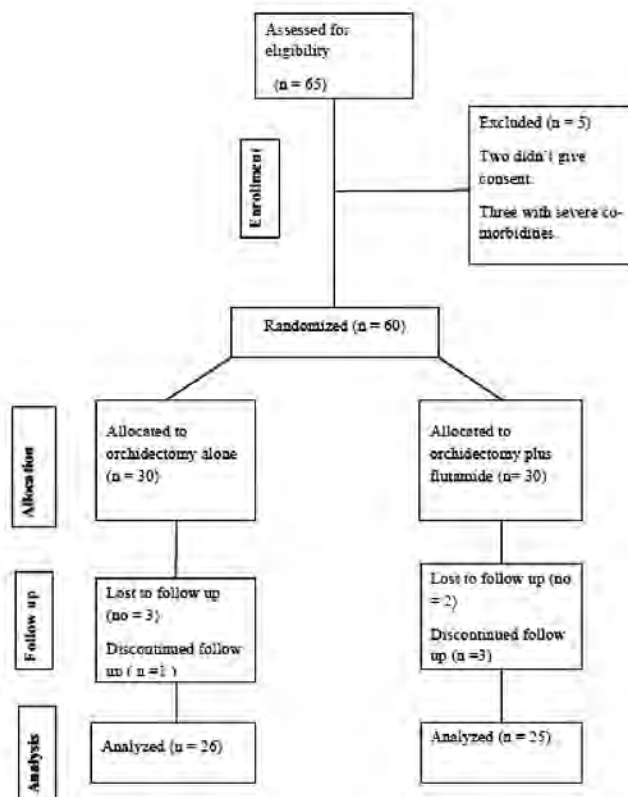 Assessed for
eligibility
(n = 65)
Enrollment
Excluded (n = 5)
Two didn't give
consent.
Three with severe co-
morbidities
Randomized (n = 60)
Allocation
Allocated to
orchidectomy alone
(n = 30)
Allocated to
orchidectomy plus
flutamide (n= 30)
Follow up
Lost to follow up
(no = 3)
Discontinued follow
up ( n =1 )
Lost to follow up (no
= 2)
Discontinued follow
up (n =3)
Analysis
Analyzed (n = 26)
Analyzed (n = 25)